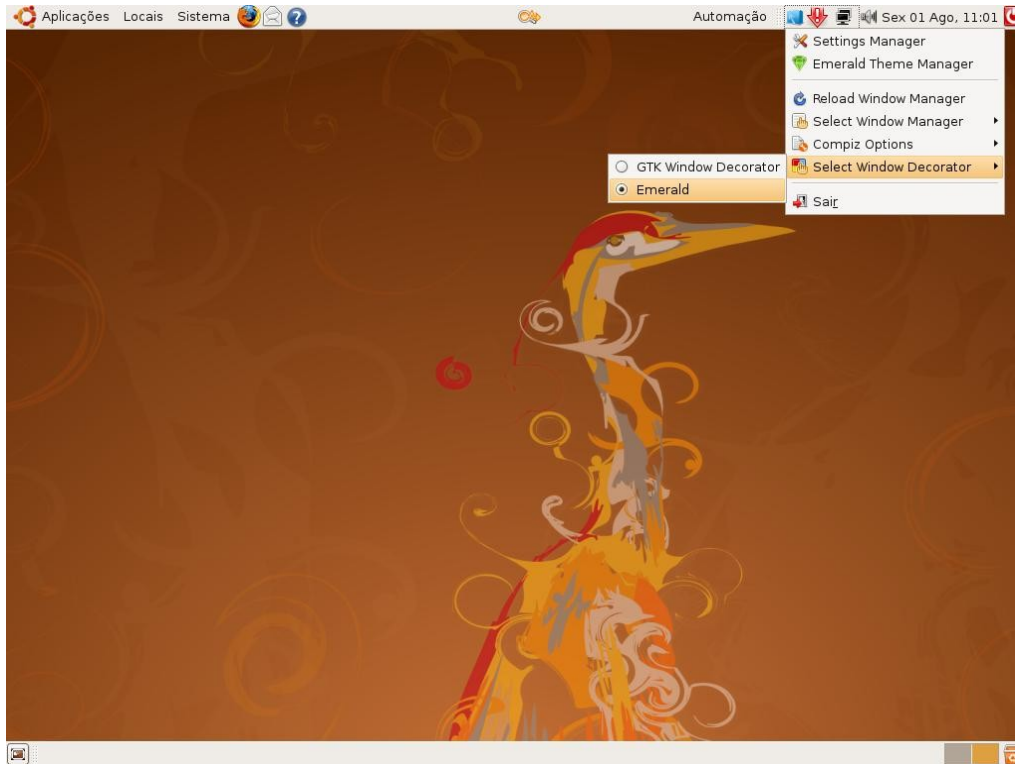 Aplicações Locais Sistema Automação Sex 01 Ago, 11:01
Settings Manager
Emerald Theme Manager
Reload Window Manager
Select Window Manager
Compiz Options
Select Window Decorator
GTK Window Decorator
Emerald
Sair